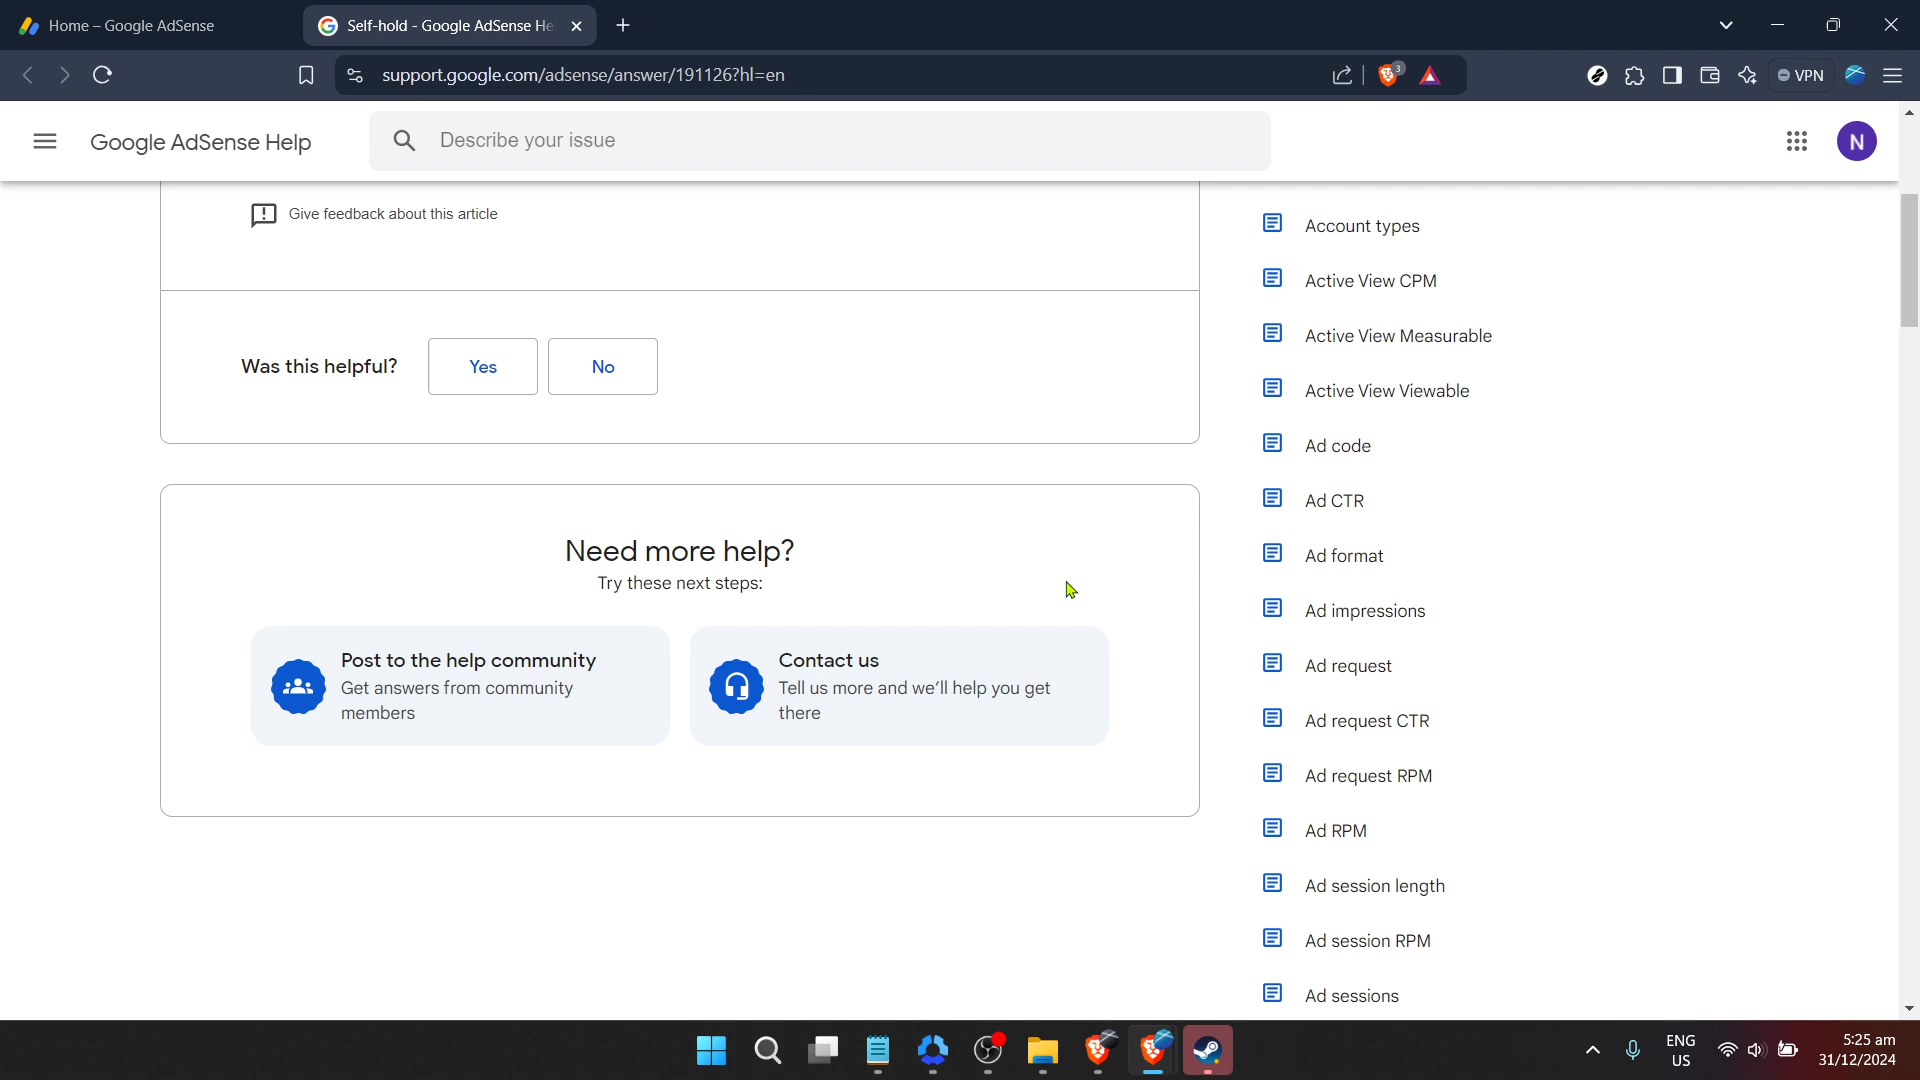 Home – Google AdSense
Self-hold - Google AdSense He
support.google.com/adsense/answer/191126?hl=en
3
VPN
Google AdSense Help
Describe your issue
N
Give feedback about this article
Was this helpful?
Yes
No
Need more help?
Try these next steps:
Post to the help community
Get answers from community
members
Contact us
Tell us more and we'll help you get
there
Account types
Active View CPM
Active View Measurable
Active View Viewable
Ad code
Ad CTR
Ad format
Ad impressions
Ad request
Ad request CTR
Ad request RPM
Ad RPM
Ad session length
Ad session RPM
Ad sessions
ENG
US
5:25 am
31/12/2024